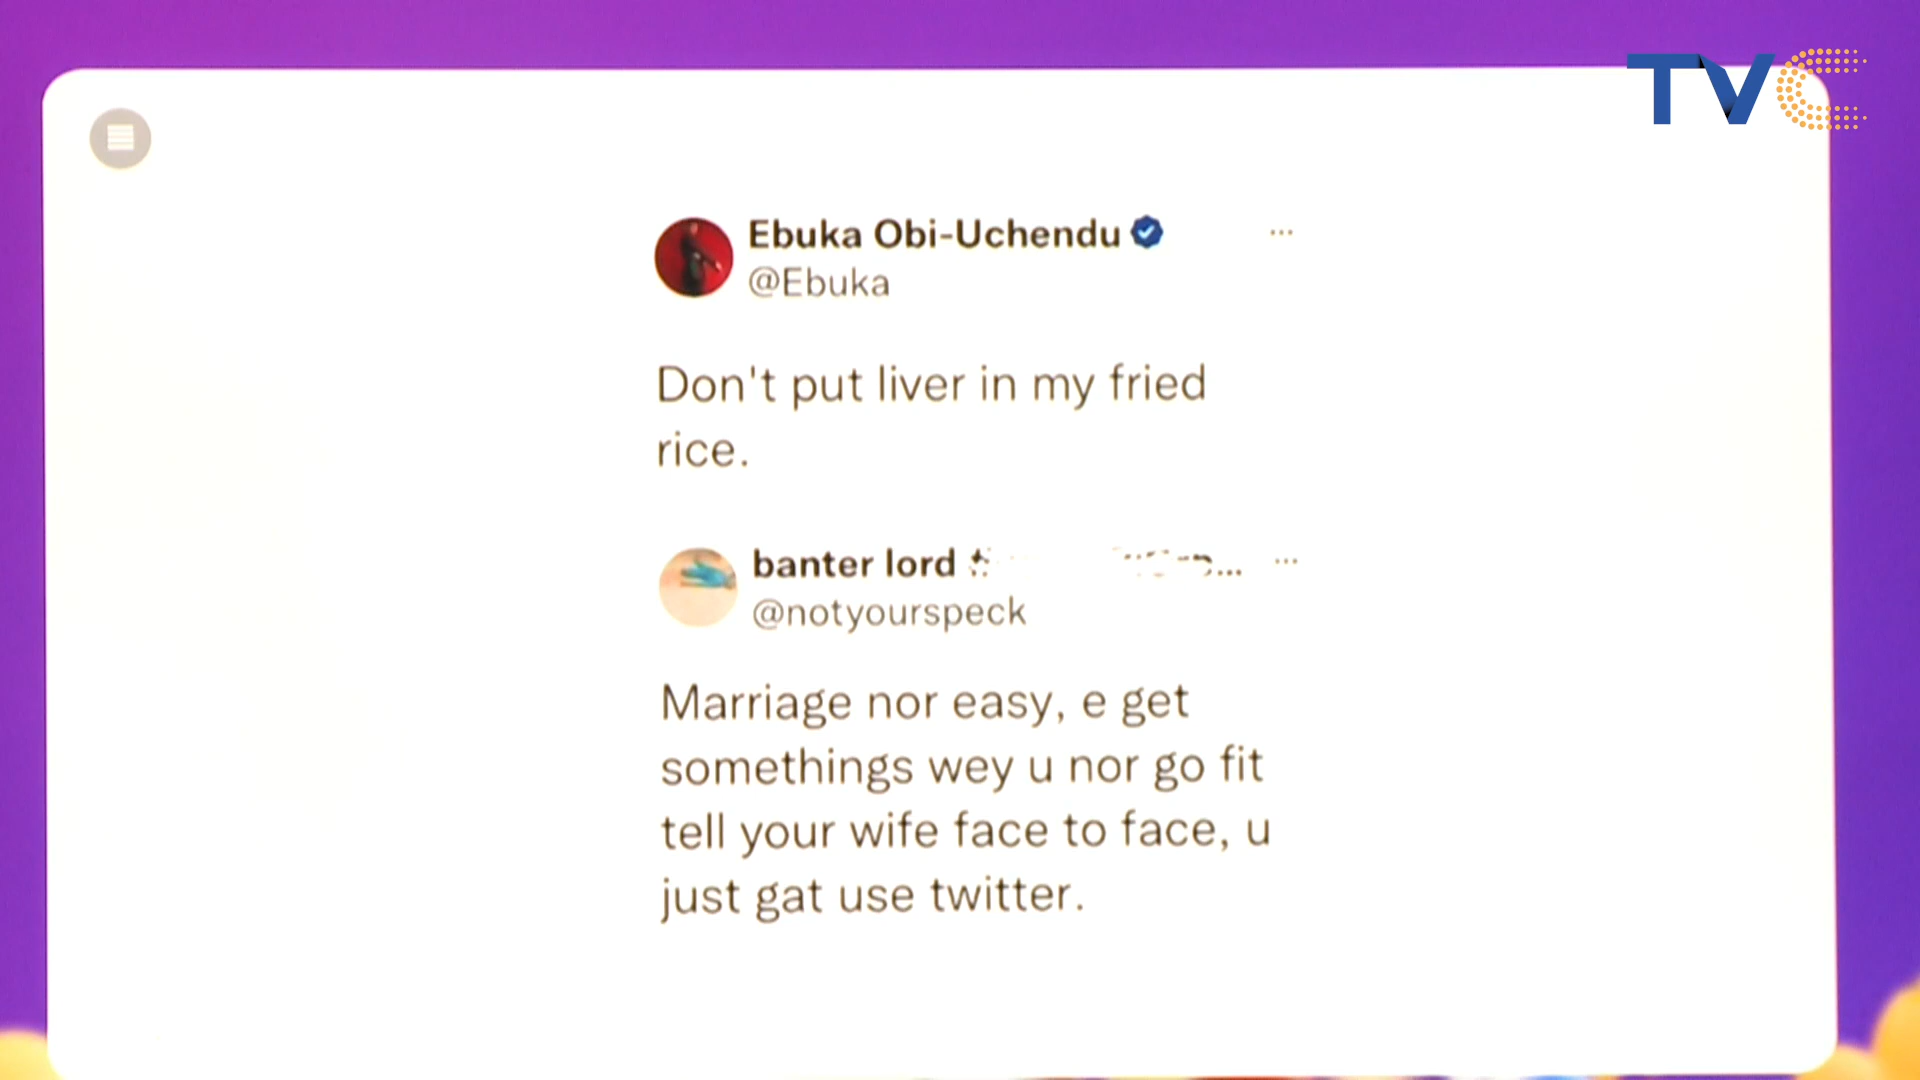 TVC
Ebuka Obi-Uchendu
@Ebuka
Don't put liver in my fried
rice.
banter lord
@notyourspeck
Marriage nor easy, e get
somethings wey u nor go fit
tell your wife face to face, u
just gat use twitter.